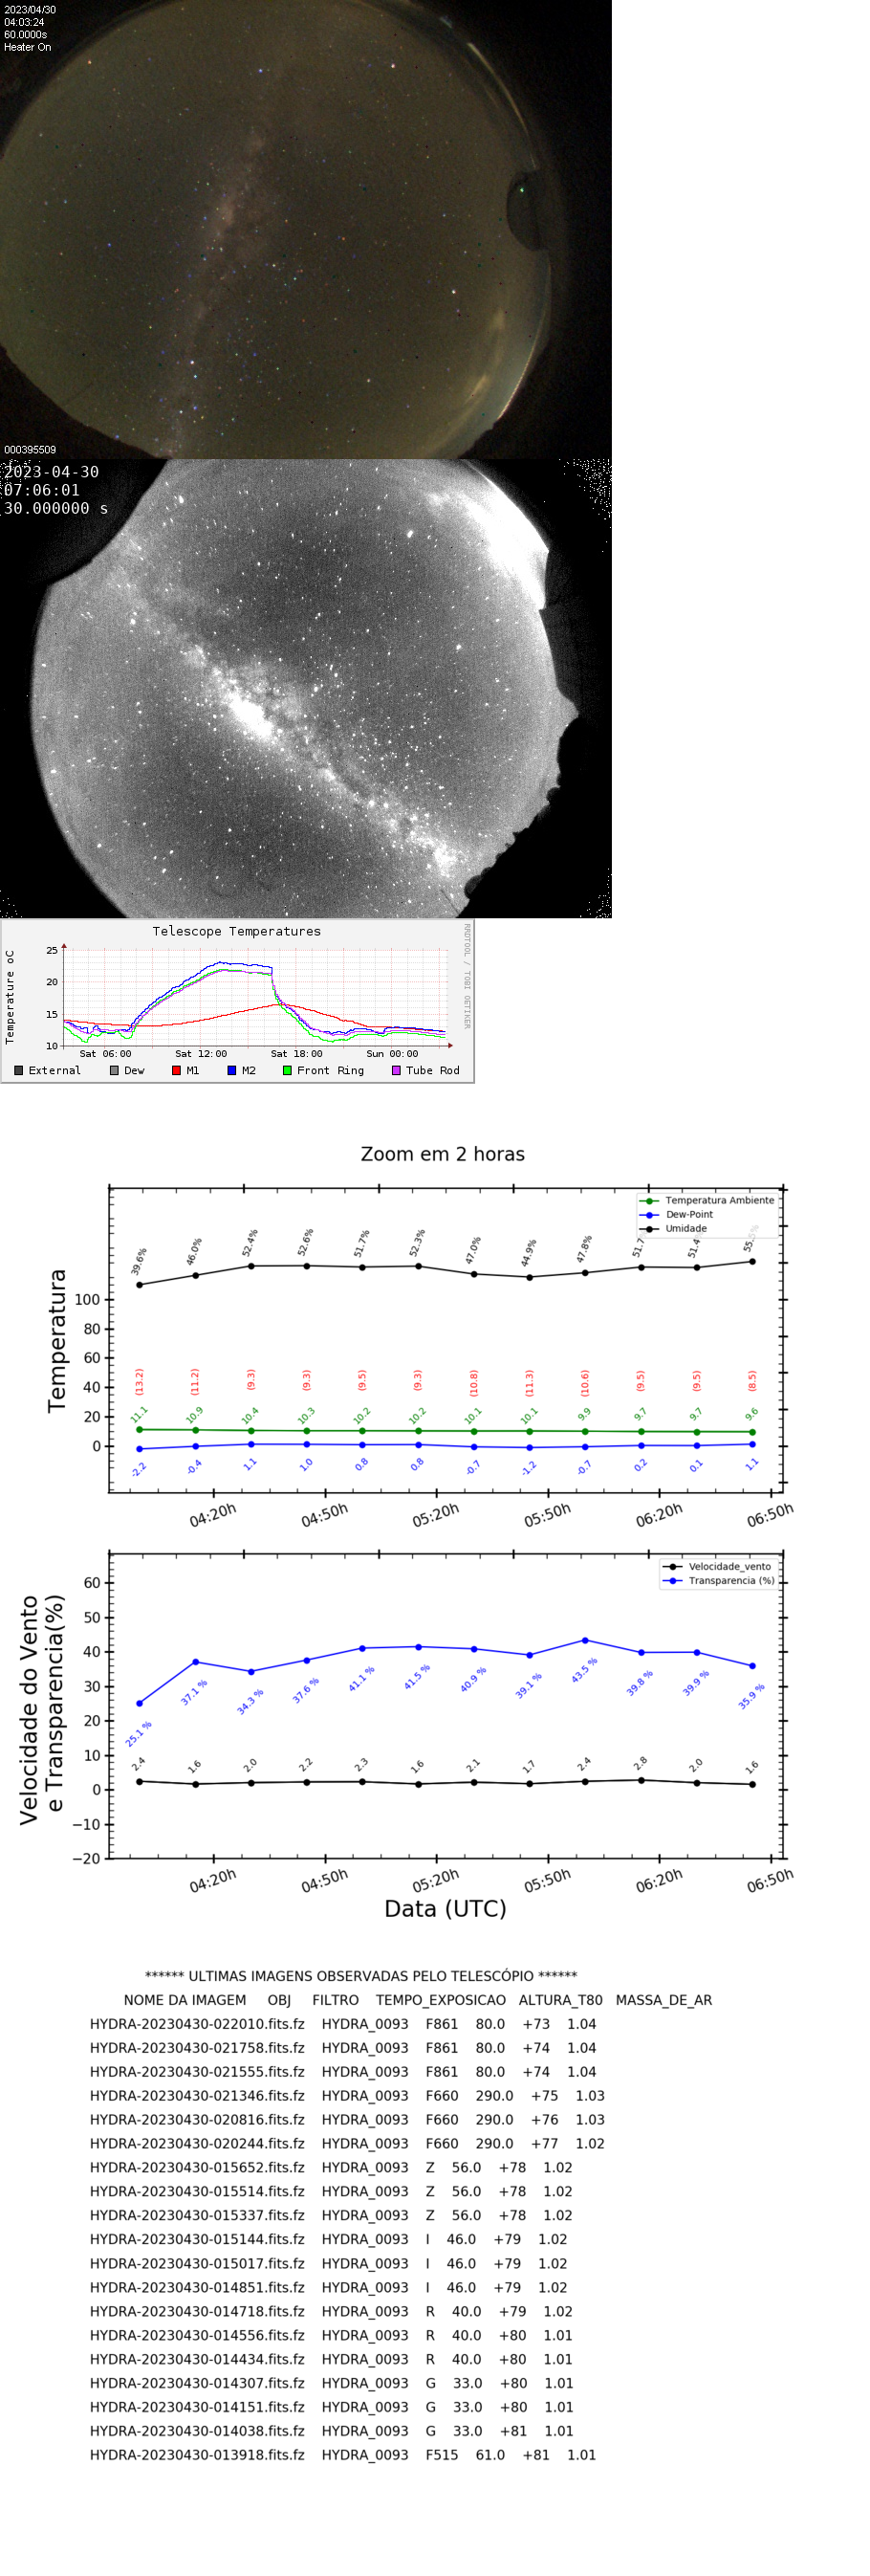 2023/04/30
04:03:24
60.0000s
Heater On
000395509
2023-04-30
07:06:01
30.000000 s
Telescope Temperatures
RRDTOOL / TOBI OETIKER
Temperature oC
25
20
15
10
Sat 06:00 Sat 12:00 Sat 18:00 Sun 00:00
External Dew M1 M2 Front Ring Tube Rod
Zoom em 2 horas
Temperatura Ambiente
Dew-Point
Umidade
39.6% 46.0% 52.4% 52.6% 51.7% 52.3% 47.0% 44.9% 47.8% 51.7 51.4 55.5%
Temperatura
100
80
60
40
20
0
(13.2) (11.2) (9.3) (9.3) (9.5) (9.3) (10.8) (11.3) (10.6) (9.5) (9.5) (8.5)
11.1 10.9 10.4 10.3 10.2 10.2 10.1 10.1 9.9 9.7 9.7 9.6
-2.2 -0.4 1.1 1.0 0.8 0.8 -0.7 -1.2 -0.7 0.2 0.1 1.1
04:20h 04:50h 05:20h 05:50h 06:20h 06:50h
Velocidade_vento
Transparencia (%)
Velocidade do Vento
e Transparencia(%)
60
50
40
30
20
10
0
−10
−20
25.1 % 37.1 % 34.3 % 37.6 % 41.1 % 41.5 % 40.9 % 39.1 % 43.5 % 39.8 % 39.9 % 35.9 %
2.4 1.6 2.0 2.2 2.3 1.6 2.1 1.7 2.4 2.8 2.0 1.6
04:20h 04:50h 05:20h 05:50h 06:20h 06:50h
Data (UTC)
****** ULTIMAS IMAGENS OBSERVADAS PELO TELESCÓPIO ******
NOME DA IMAGEM OBJ FILTRO TEMPO_EXPOSICAO ALTURA_T80 MASSA_DE_AR
HYDRA-20230430-022010.fits.fz HYDRA_0093 F861 80.0 +73 1.04
HYDRA-20230430-021758.fits.fz HYDRA_0093 F861 80.0 +74 1.04
HYDRA-20230430-021555.fits.fz HYDRA_0093 F861 80.0 +74 1.04
HYDRA-20230430-021346.fits.fz HYDRA_0093 F660 290.0 +75 1.03
HYDRA-20230430-020816.fits.fz HYDRA_0093 F660 290.0 +76 1.03
HYDRA-20230430-020244.fits.fz HYDRA_0093 F660 290.0 +77 1.02
HYDRA-20230430-015652.fits.fz HYDRA_0093 Z 56.0 +78 1.02
HYDRA-20230430-015514.fits.fz HYDRA_0093 Z 56.0 +78 1.02
HYDRA-20230430-015337.fits.fz HYDRA_0093 Z 56.0 +78 1.02
HYDRA-20230430-015144.fits.fz HYDRA_0093 I 46.0 +79 1.02
HYDRA-20230430-015017.fits.fz HYDRA_0093 I 46.0 +79 1.02
HYDRA-20230430-014851.fits.fz HYDRA_0093 I 46.0 +79 1.02
HYDRA-20230430-014718.fits.fz HYDRA_0093 R 40.0 +79 1.02
HYDRA-20230430-014556.fits.fz HYDRA_0093 R 40.0 +80 1.01
HYDRA-20230430-014434.fits.fz HYDRA_0093 R 40.0 +80 1.01
HYDRA-20230430-014307.fits.fz HYDRA_0093 G 33.0 +80 1.01
HYDRA-20230430-014151.fits.fz HYDRA_0093 G 33.0 +80 1.01
HYDRA-20230430-014038.fits.fz HYDRA_0093 G 33.0 +81 1.01
HYDRA-20230430-013918.fits.fz HYDRA_0093 F515 61.0 +81 1.01